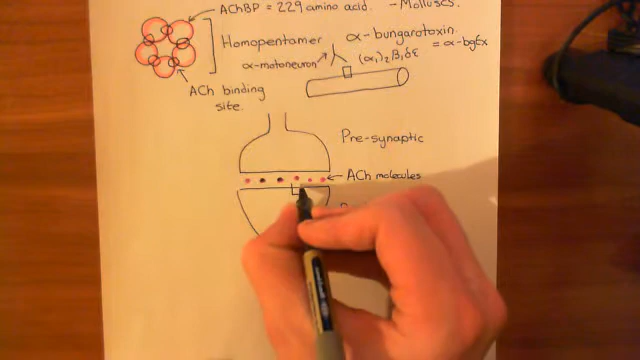 AChBP = 229 amino acid. - Molluscs.
Homopentamer
α-bungarotoxin.
= α-bgtx
α-motoneuron
(α₁)₂β₁δε
ACh binding
site.
Pre-synaptic
ACh molecules